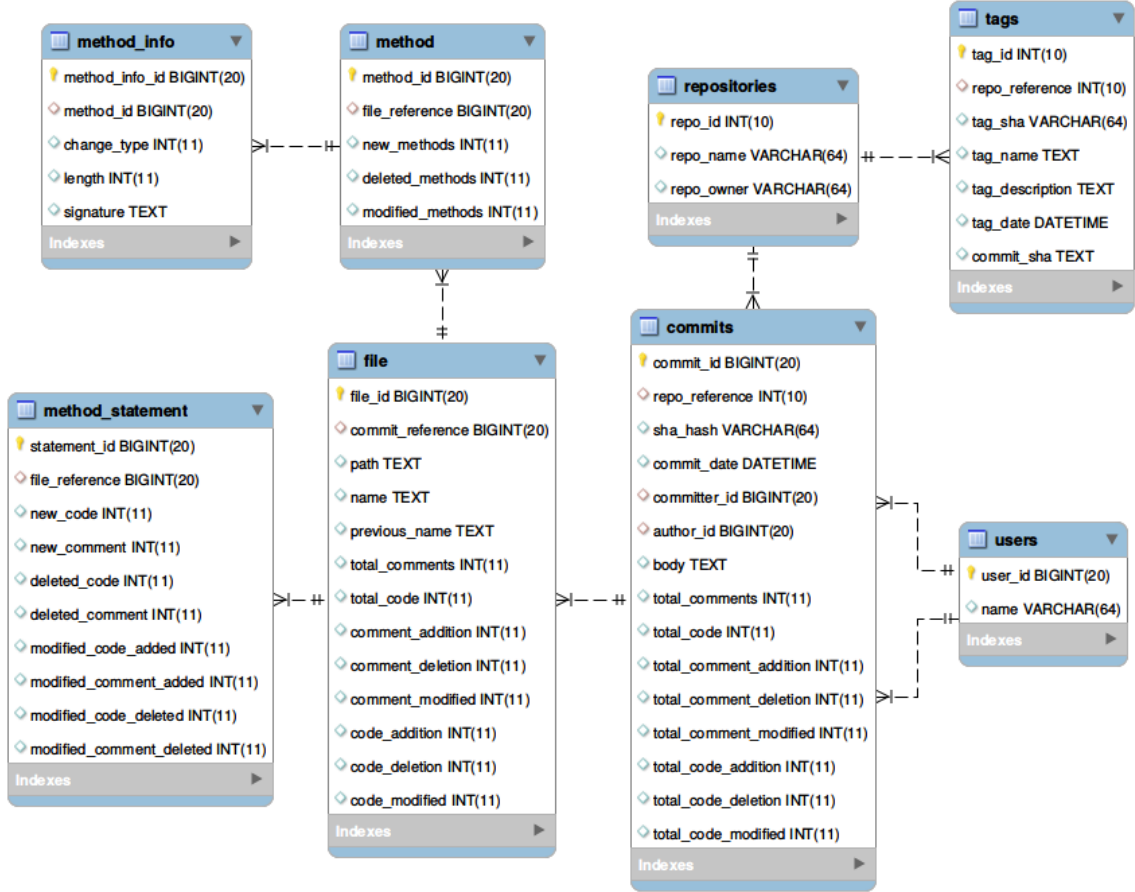 method_info
method_info_id BIGINT(20)
method_id BIGINT(20)
change_type INT(11)
length INT(11)
signature TEXT
Indexes
method
method_id BIGINT(20)
file_reference BIGINT(20)
new_methods INT(11)
deleted_methods INT(11)
modified_methods INT(11)
Indexes
repositories
repo_id INT(10)
repo_name VARCHAR(64)
repo_owner VARCHAR(64)
Indexes
tags
tag_id INT(10)
repo_reference INT(10)
tag_sha VARCHAR(64)
tag_name TEXT
tag_description TEXT
tag_date DATETIME
commit_sha TEXT
Indexes
method_statement
statement_id BIGINT(20)
file_reference BIGINT(20)
new_code INT(11)
new_comment INT(11)
deleted_code INT(11)
deleted_comment INT(11)
modified_code_added INT(11)
modified_comment_added INT(11)
modified_code_deleted INT(11)
modified_comment_deleted INT(11)
Indexes
file
file_id BIGINT(20)
commit_reference BIGINT(20)
path TEXT
name TEXT
previous_name TEXT
total_comments INT(11)
total_code INT(11)
comment_addition INT(11)
comment_deletion INT(11)
comment_modified INT(11)
code_addition INT(11)
code_deletion INT(11)
code_modified INT(11)
Indexes
commits
commit_id BIGINT(20)
repo_reference INT(10)
sha_hash VARCHAR(64)
commit_date DATETIME
committer_id BIGINT(20)
author_id BIGINT(20)
body TEXT
total_comments INT(11)
total_code INT(11)
total_comment_addition INT(11)
total_comment_deletion INT(11)
total_comment_modified INT(11)
total_code_addition INT(11)
total_code_deletion INT(11)
total_code_modified INT(11)
Indexes
users
user_id BIGINT(20)
name VARCHAR(64)
Indexes